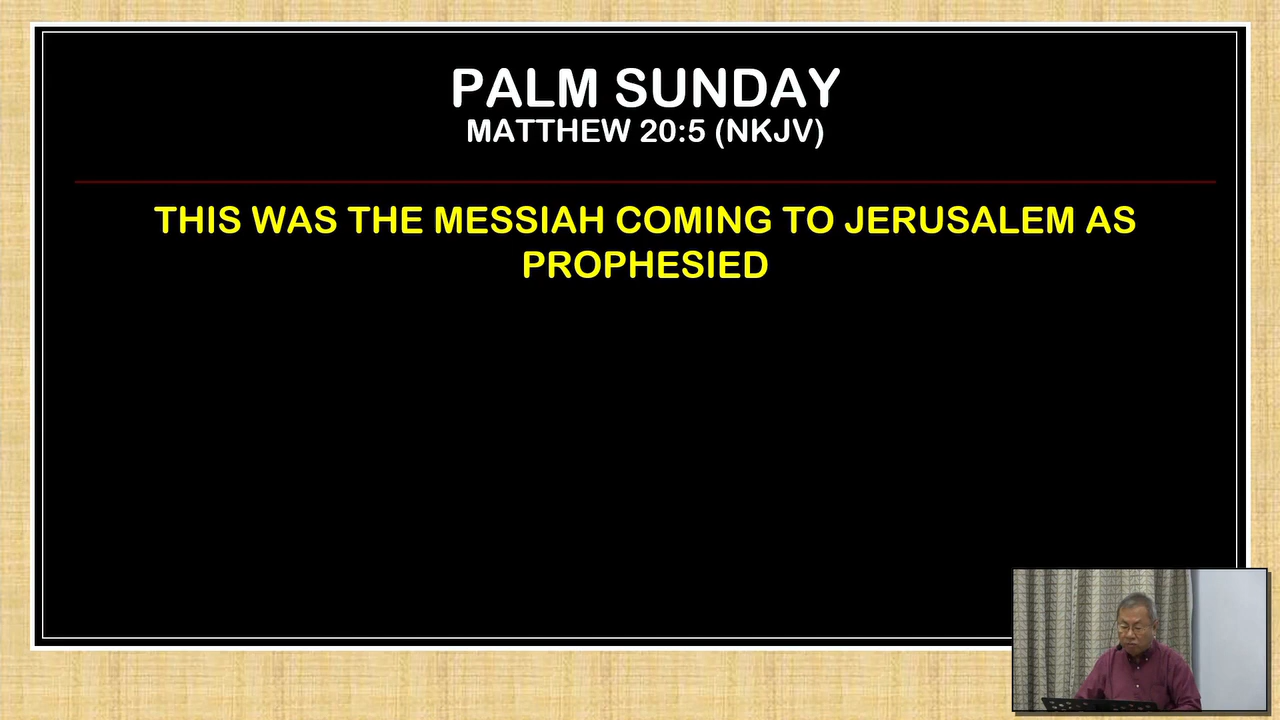 PALM SUNDAY
MATTHEW 20:5 (NKJV)
THIS WAS THE MESSIAH COMING TO JERUSALEM AS
PROPHESIED